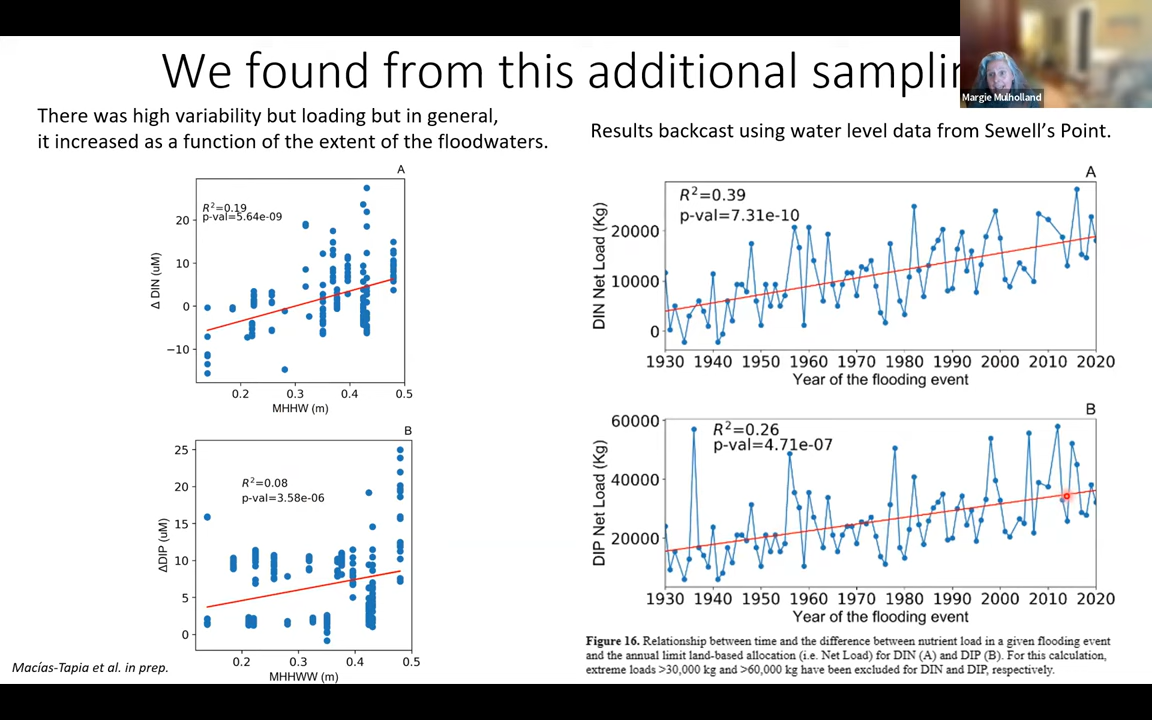 We found from this additional samplin
Margie Mulholland
There was high variability but loading but in general,
it increased as a function of the extent of the floodwaters.
A
R²=0.19
p-val=5.64e-09
20
10
0
−10
Δ DIN (uM)
0.2 0.3 0.4 0.5
MHHW (m)
B
R²=0.08
p-val=3.58e-06
25
20
15
10
5
0
ΔDIP (uM)
0.2 0.3 0.4 0.5
MHHWW (m)
Macías-Tapia et al. in prep.
Results backcast using water level data from Sewell's Point.
A
R²=0.39
p-val=7.31e-10
20000
10000
0
DIN Net Load (Kg)
1930 1940 1950 1960 1970 1980 1990 2000 2010 2020
Year of the flooding event
B
R²=0.26
p-val=4.71e-07
60000
40000
20000
DIP Net Load (Kg)
1930 1940 1950 1960 1970 1980 1990 2000 2010 2020
Year of the flooding event
Figure 16. Relationship between time and the difference between nutrient load in a given flooding event
and the annual limit land-based allocation (i.e. Net Load) for DIN (A) and DIP (B). For this calculation,
extreme loads >30,000 kg and >60,000 kg have been excluded for DIN and DIP, respectively.